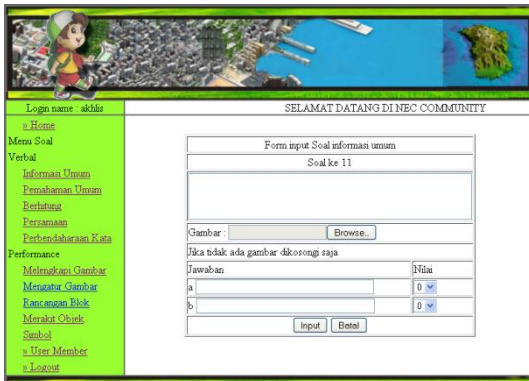 Login name : akhlis
SELAMAT DATANG DI NEC COMMUNITY
» Home
Menu Soal
Verbal
Informasi Umum
Pemahaman Umum
Berhitung
Persamaan
Perbendaharaan Kata
Performance
Melengkapi Gambar
Mengatur Gambar
Rancangan Blok
Merakit Objek
Simbol
» User Member
» Logout
Form input Soal informasi umum
Soal ke 11
Gambar : Browse..
Jika tidak ada gambar dikosongi saja
Jawaban Nilai
a 0
b 0
Input Batal